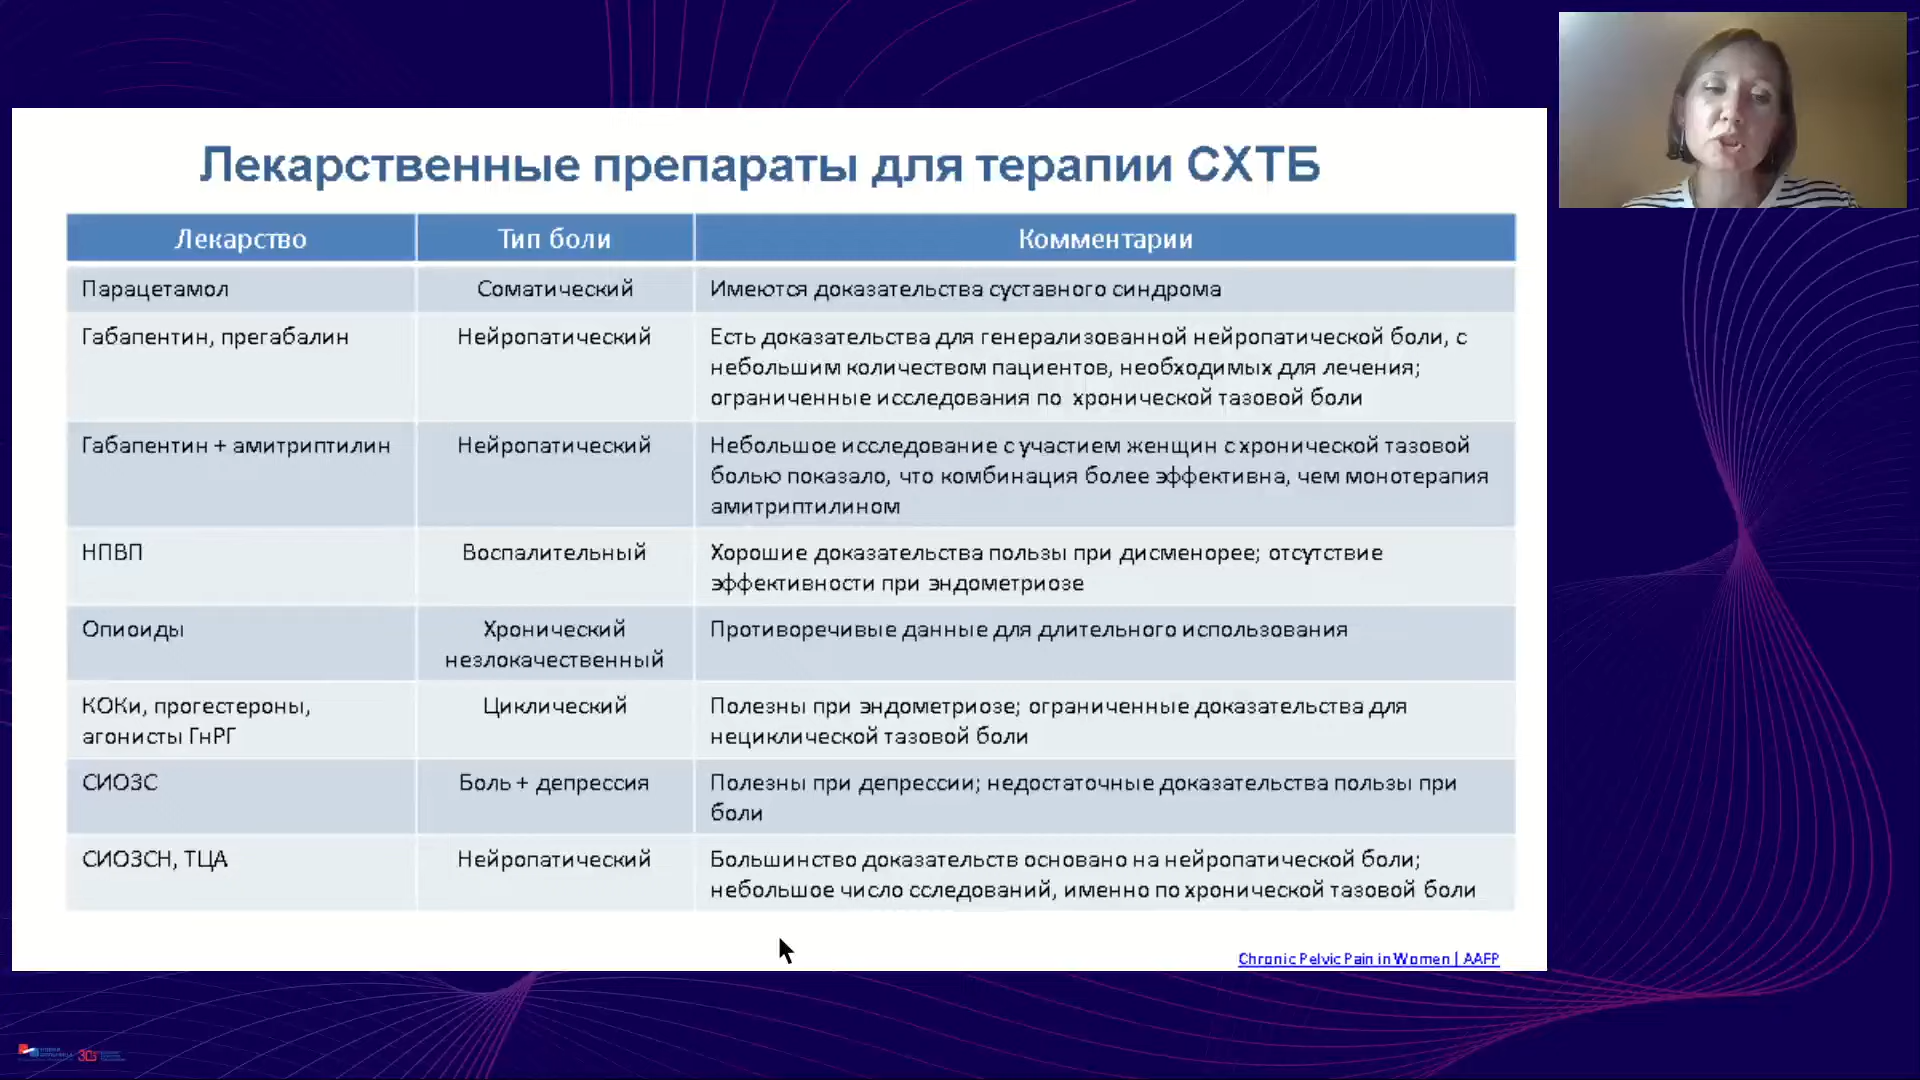 Лекарственные препараты для терапии СХТБ
Лекарство
Тип боли
Комментарии
Парацетамол
Соматический
Имеются доказательства суставного синдрома
Габапентин, прегабалин
Нейропатический
Есть доказательства для генерализованной нейропатической боли, с
небольшим количеством пациентов, необходимых для лечения;
ограниченные исследования по хронической тазовой боли
Габапентин + амитриптилин
Нейропатический
Небольшое исследование с участием женщин с хронической тазовой
болью показало, что комбинация более эффективна, чем монотерапия
амитриптилином
НПВП
Воспалительный
Хорошие доказательства пользы при дисменорее; отсутствие
эффективности при эндометриозе
Опиоиды
Хронический
незлокачественный
Противоречивые данные для длительного использования
КОКи, прогестероны,
агонисты ГнРГ
Циклический
Полезны при эндометриозе; ограниченные доказательства для
нециклической тазовой боли
СИОЗС
Боль + депрессия
Полезны при депрессии; недостаточные доказательства пользы при
боли
СИОЗСН, ТЦА
Нейропатический
Большинство доказательств основано на нейропатической боли;
небольшое число сследований, именно по хронической тазовой боли
Chronic Pelvic Pain in Women | AAFP